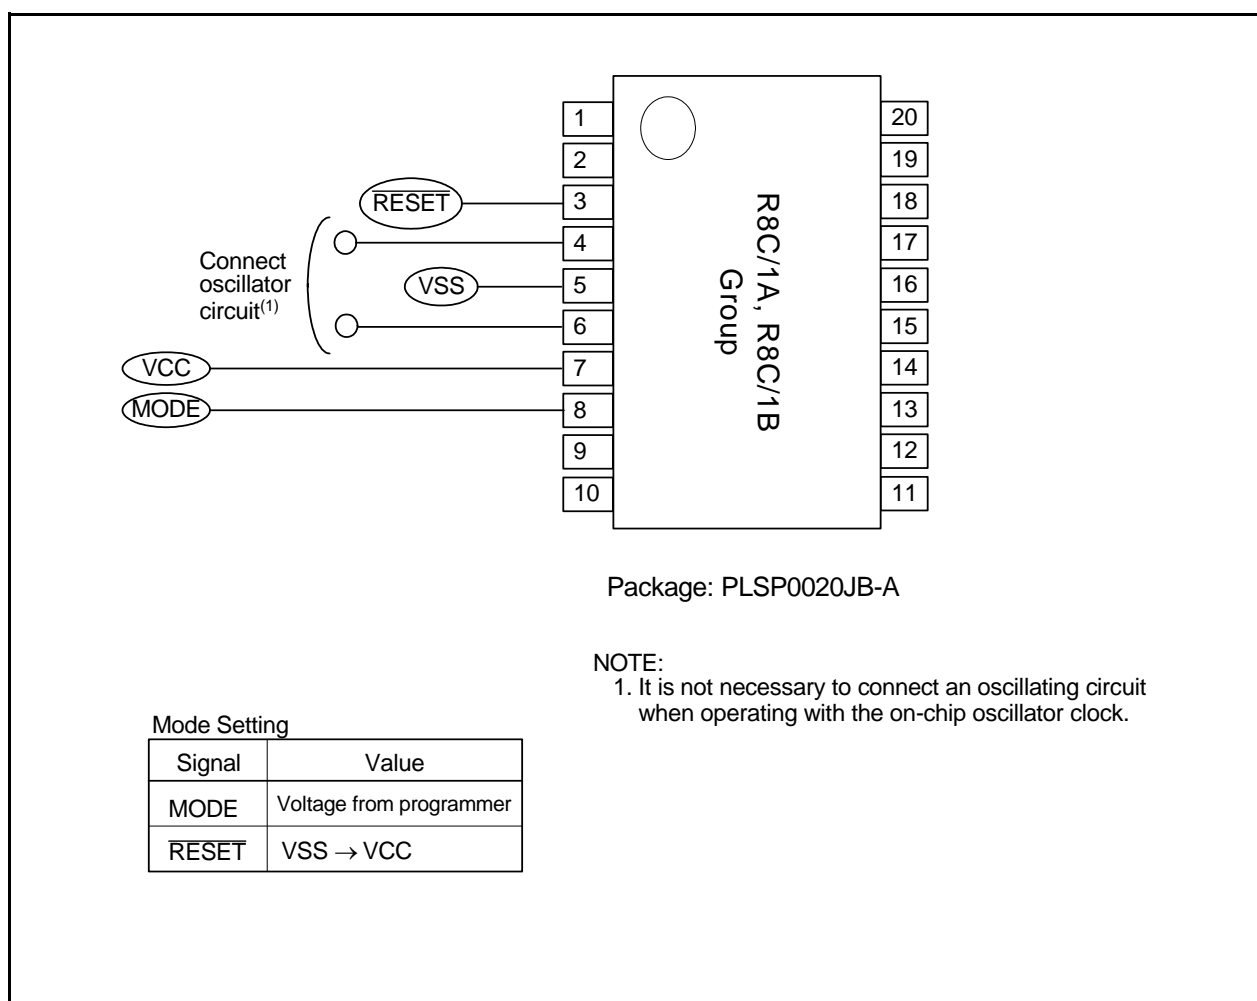 1
2
3
4
5
6
7
8
9
10
20
19
18
17
16
15
14
13
12
11
RESET
Connect
oscillator
circuit(1)
VSS
VCC
MODE
R8C/1A, R8C/1B
Group
Package: PLSP0020JB-A
NOTE:
1. It is not necessary to connect an oscillating circuit
when operating with the on-chip oscillator clock.
Mode Setting
Signal Value
MODE Voltage from programmer
RESET VSS → VCC